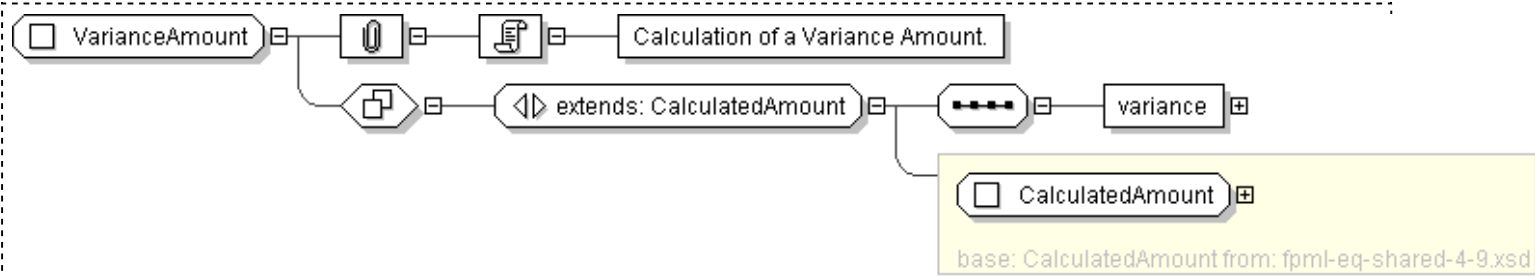 VarianceAmount
Calculation of a Variance Amount.
extends: CalculatedAmount
variance
CalculatedAmount
base: CalculatedAmount from: fpml-eq-shared-4-9.xsd